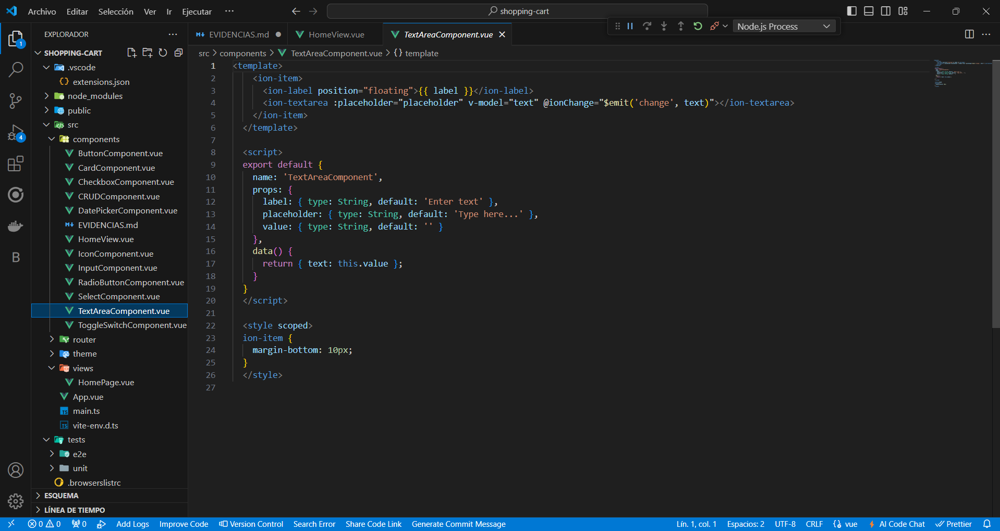 Archivo Editar Selección Ver Ir Ejecutar ···
shopping-cart
EXPLORADOR
EVIDENCIAS.md
HomeView.vue
TextAreaComponent.vue
Node.js Process
SHOPPING-CART
src > components > TextAreaComponent.vue > {} template
.vscode
extensions.json
node_modules
public
src
components
ButtonComponent.vue
CardComponent.vue
CheckboxComponent.vue
CRUDComponent.vue
DatePickerComponent.vue
EVIDENCIAS.md
HomeView.vue
IconComponent.vue
InputComponent.vue
RadioButtonComponent.vue
SelectComponent.vue
TextAreaComponent.vue
ToggleSwitchComponent.vue
router
theme
views
HomePage.vue
App.vue
main.ts
vite-env.d.ts
tests
e2e
unit
.browserslistrc
ESQUEMA
LÍNEA DE TIEMPO
1
4
B
1 <template>
2 <ion-item>
3 <ion-label position="floating">{{ label }}</ion-label>
4 <ion-textarea :placeholder="placeholder" v-model="text" @ionChange="$emit('change', text)"></ion-textarea>
5 </ion-item>
6 </template>
7
8 <script>
9 export default {
10 name: 'TextAreaComponent',
11 props: {
12 label: { type: String, default: 'Enter text' },
13 placeholder: { type: String, default: 'Type here...' },
14 value: { type: String, default: '' }
15 },
16 data() {
17 return { text: this.value };
18 }
19 }
20 </script>
21
22 <style scoped>
23 ion-item {
24 margin-bottom: 10px;
25 }
26 </style>
27
0 0 0 Add Logs Improve Code Version Control Search Error Share Code Link Generate Commit Message Lín. 1, col. 1 Espacios: 2 UTF-8 CRLF vue AI Code Chat Prettier